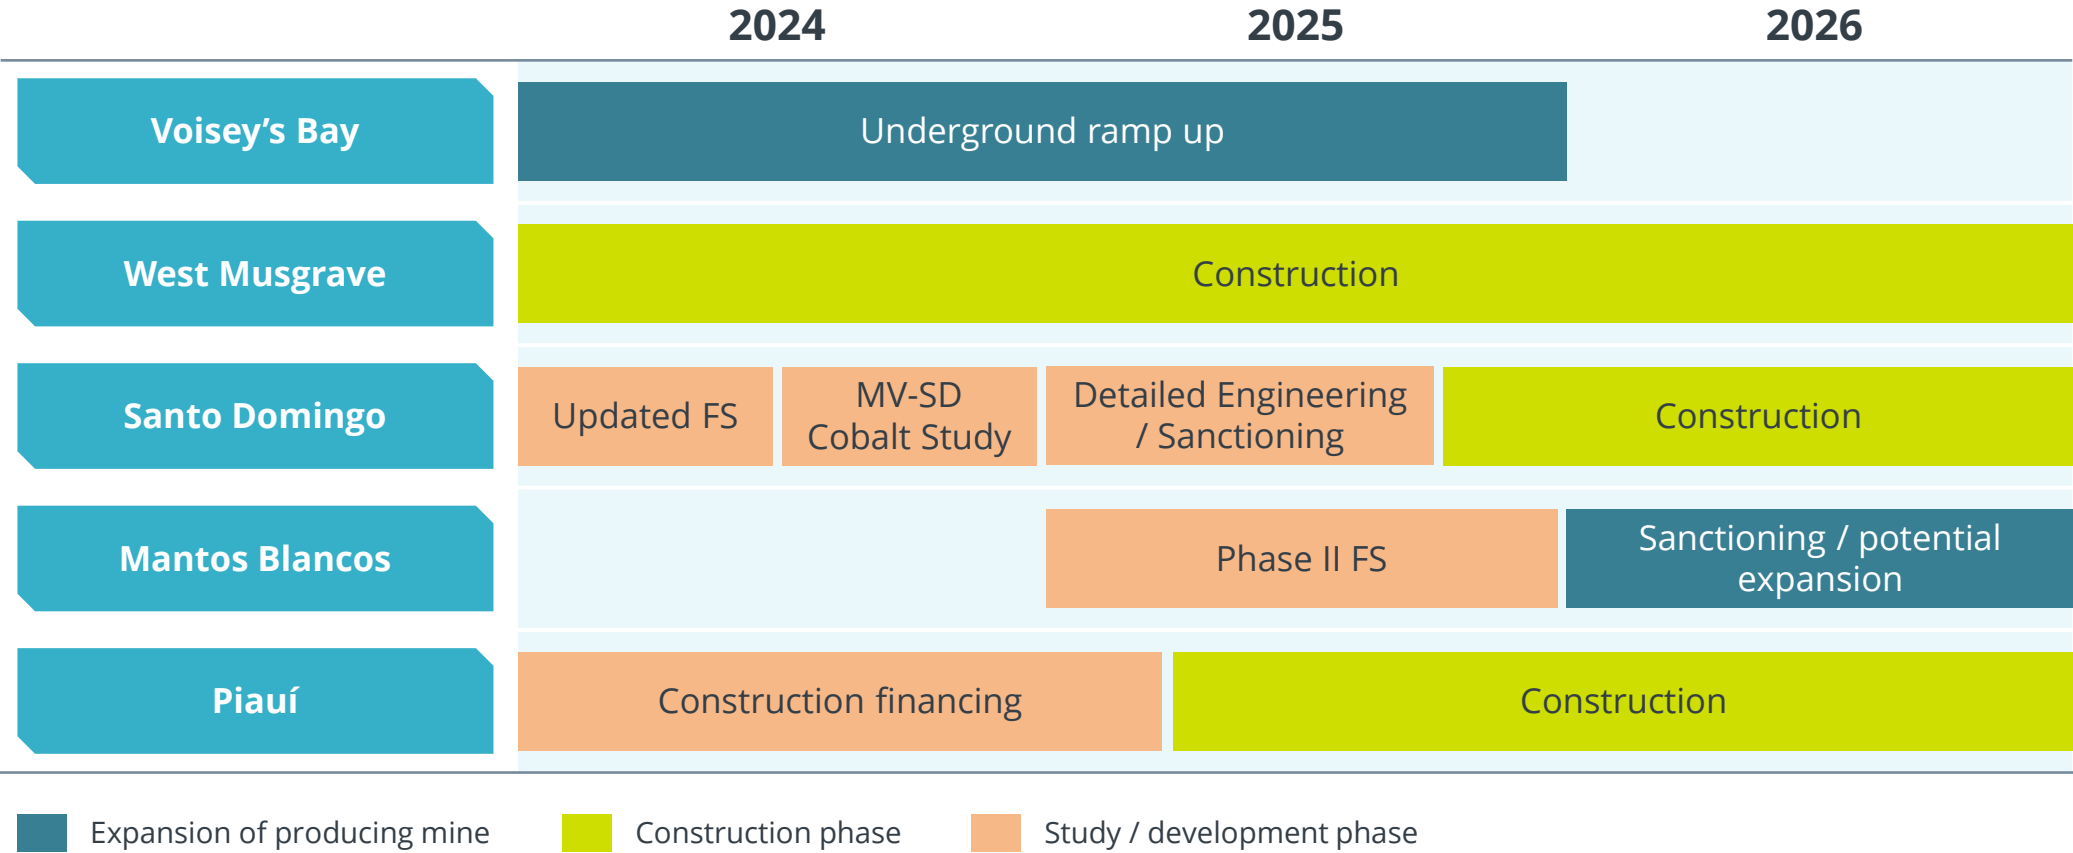 2024 2025 2026
Voisey’s Bay
Underground ramp up
West Musgrave
Construction
Santo Domingo
Updated FS
MV-SD
Cobalt Study
Detailed Engineering
/ Sanctioning
Construction
Mantos Blancos
Phase II FS
Sanctioning / potential
expansion
Piauí
Construction financing
Construction
Expansion of producing mine
Construction phase
Study / development phase